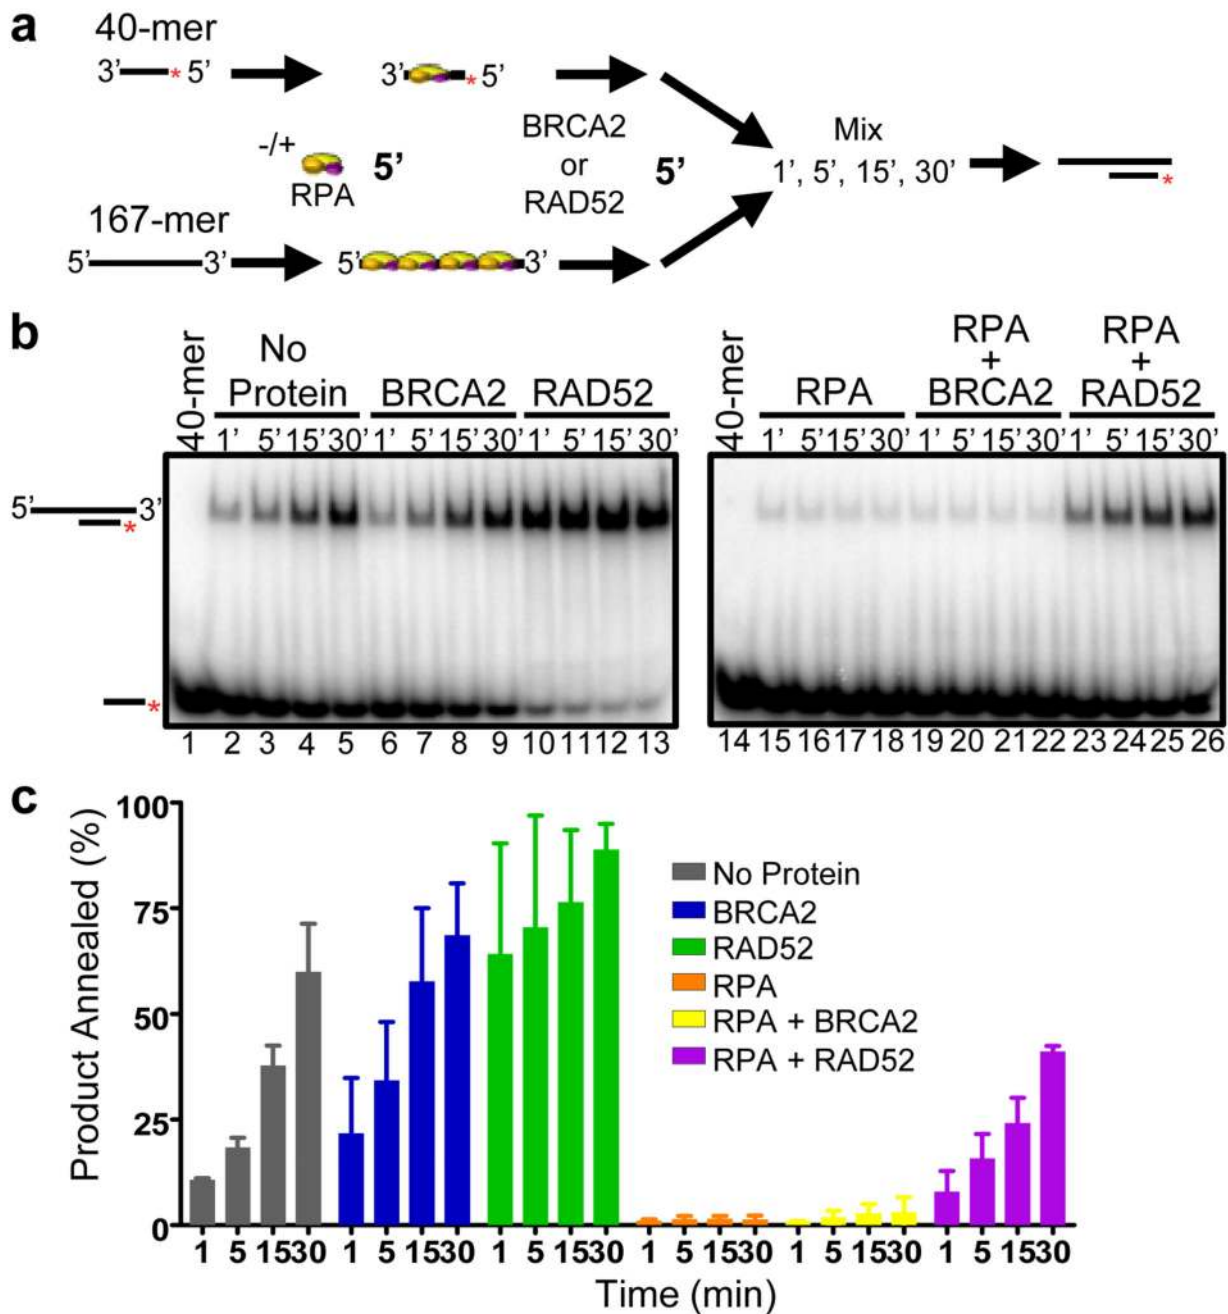 a
40-mer
3’ * 5’
3’ * 5’
-/+
RPA
5’
BRCA2
or
RAD52
5’
Mix
1’, 5’, 15’, 30’
*
167-mer
5’ 3’
5’ 3’
b
40-mer
No
Protein
BRCA2
RAD52
1’ 5’ 15’ 30’ 1’ 5’ 15’ 30’ 1’ 5’ 15’ 30’
40-mer
RPA
RPA
+
BRCA2
RPA
+
RAD52
1’ 5’ 15’ 30’ 1’ 5’ 15’ 30’ 1’ 5’ 15’ 30’
5’ 3’
*
*
1 2 3 4 5 6 7 8 9 10 11 12 13
14 15 16 17 18 19 20 21 22 23 24 25 26
c
Product Annealed (%)
100
75
50
25
0
No Protein
BRCA2
RAD52
RPA
RPA + BRCA2
RPA + RAD52
1 5 15 30 1 5 15 30 1 5 15 30 1 5 15 30 1 5 15 30 1 5 15 30
Time (min)